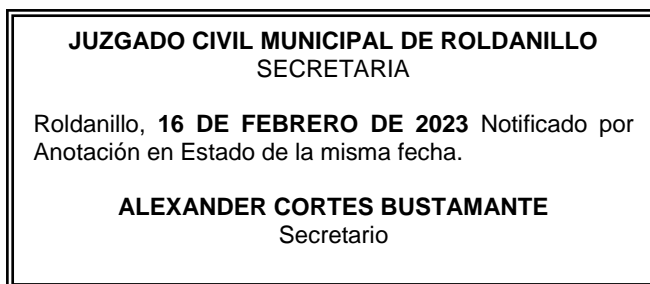 JUZGADO CIVIL MUNICIPAL DE ROLDANILLO
SECRETARIA
Roldanillo, 16 DE FEBRERO DE 2023 Notificado por
Anotación en Estado de la misma fecha.
ALEXANDER CORTES BUSTAMANTE
Secretario